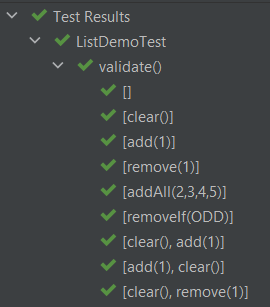 Test Results
ListDemoTest
validate()
[]
[clear()]
[add(1)]
[remove(1)]
[addAll(2,3,4,5)]
[removeIf(ODD)]
[clear(), add(1)]
[add(1), clear()]
[clear(), remove(1)]